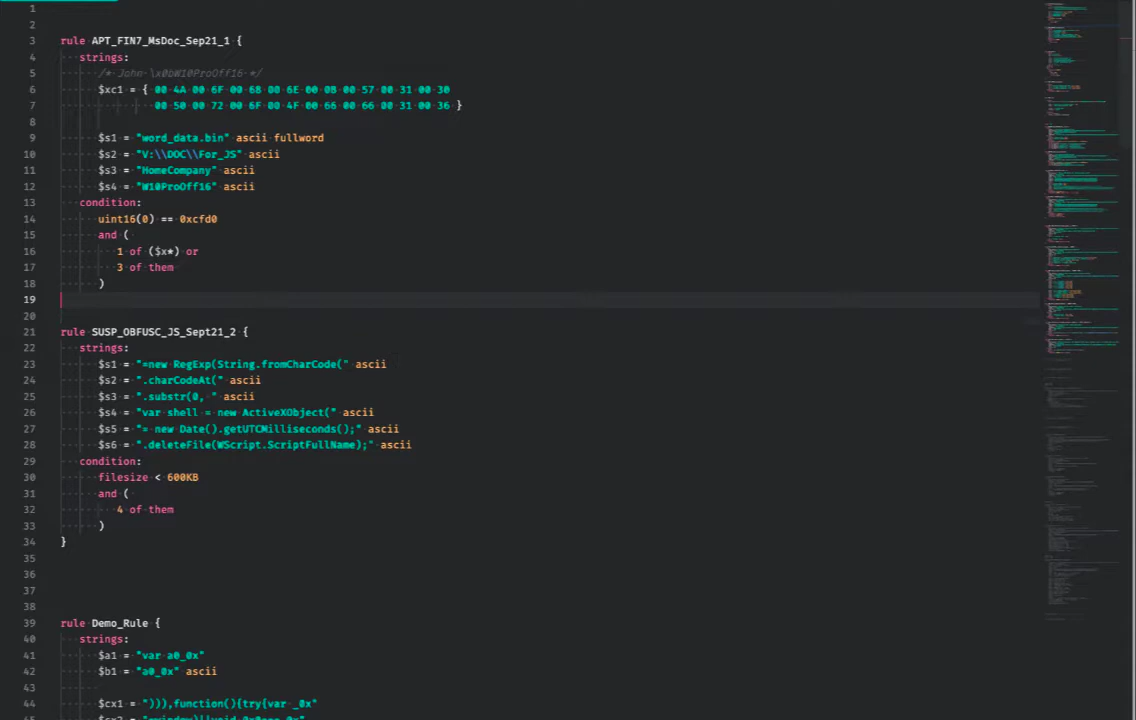 1
2
3 rule APT_FIN7_MsDoc_Sep21_1 {
4 strings:
5 /* John \x0bW10ProOff16 */
6 $xc1 = { 00 4A 00 6F 00 68 00 6E 00 0B 00 57 00 31 00 30
7 00 50 00 72 00 6F 00 4F 00 66 00 66 00 31 00 36 }
8
9 $s1 = "word_data.bin" ascii fullword
10 $s2 = "V:\\DOC\\For_JS" ascii
11 $s3 = "HomeCompany" ascii
12 $s4 = "W10ProOff16" ascii
13 condition:
14 uint16(0) == 0xcfd0
15 and (
16 1 of ($x*) or
17 3 of them
18 )
19
20
21 rule SUSP_OBFUSC_JS_Sept21_2 {
22 strings:
23 $s1 = "=new RegExp(String.fromCharCode(" ascii
24 $s2 = ".charCodeAt(" ascii
25 $s3 = ".substr(0, " ascii
26 $s4 = "var shell = new ActiveXObject(" ascii
27 $s5 = "= new Date().getUTCMilliseconds();" ascii
28 $s6 = ".deleteFile(WScript.ScriptFullName);" ascii
29 condition:
30 filesize < 600KB
31 and (
32 4 of them
33 )
34 }
35
36
37
38
39 rule Demo_Rule {
40 strings:
41 $a1 = "var a0_0x"
42 $b1 = "a0_0x" ascii
43
44 $cx1 = "))),function(){try{var _0x"